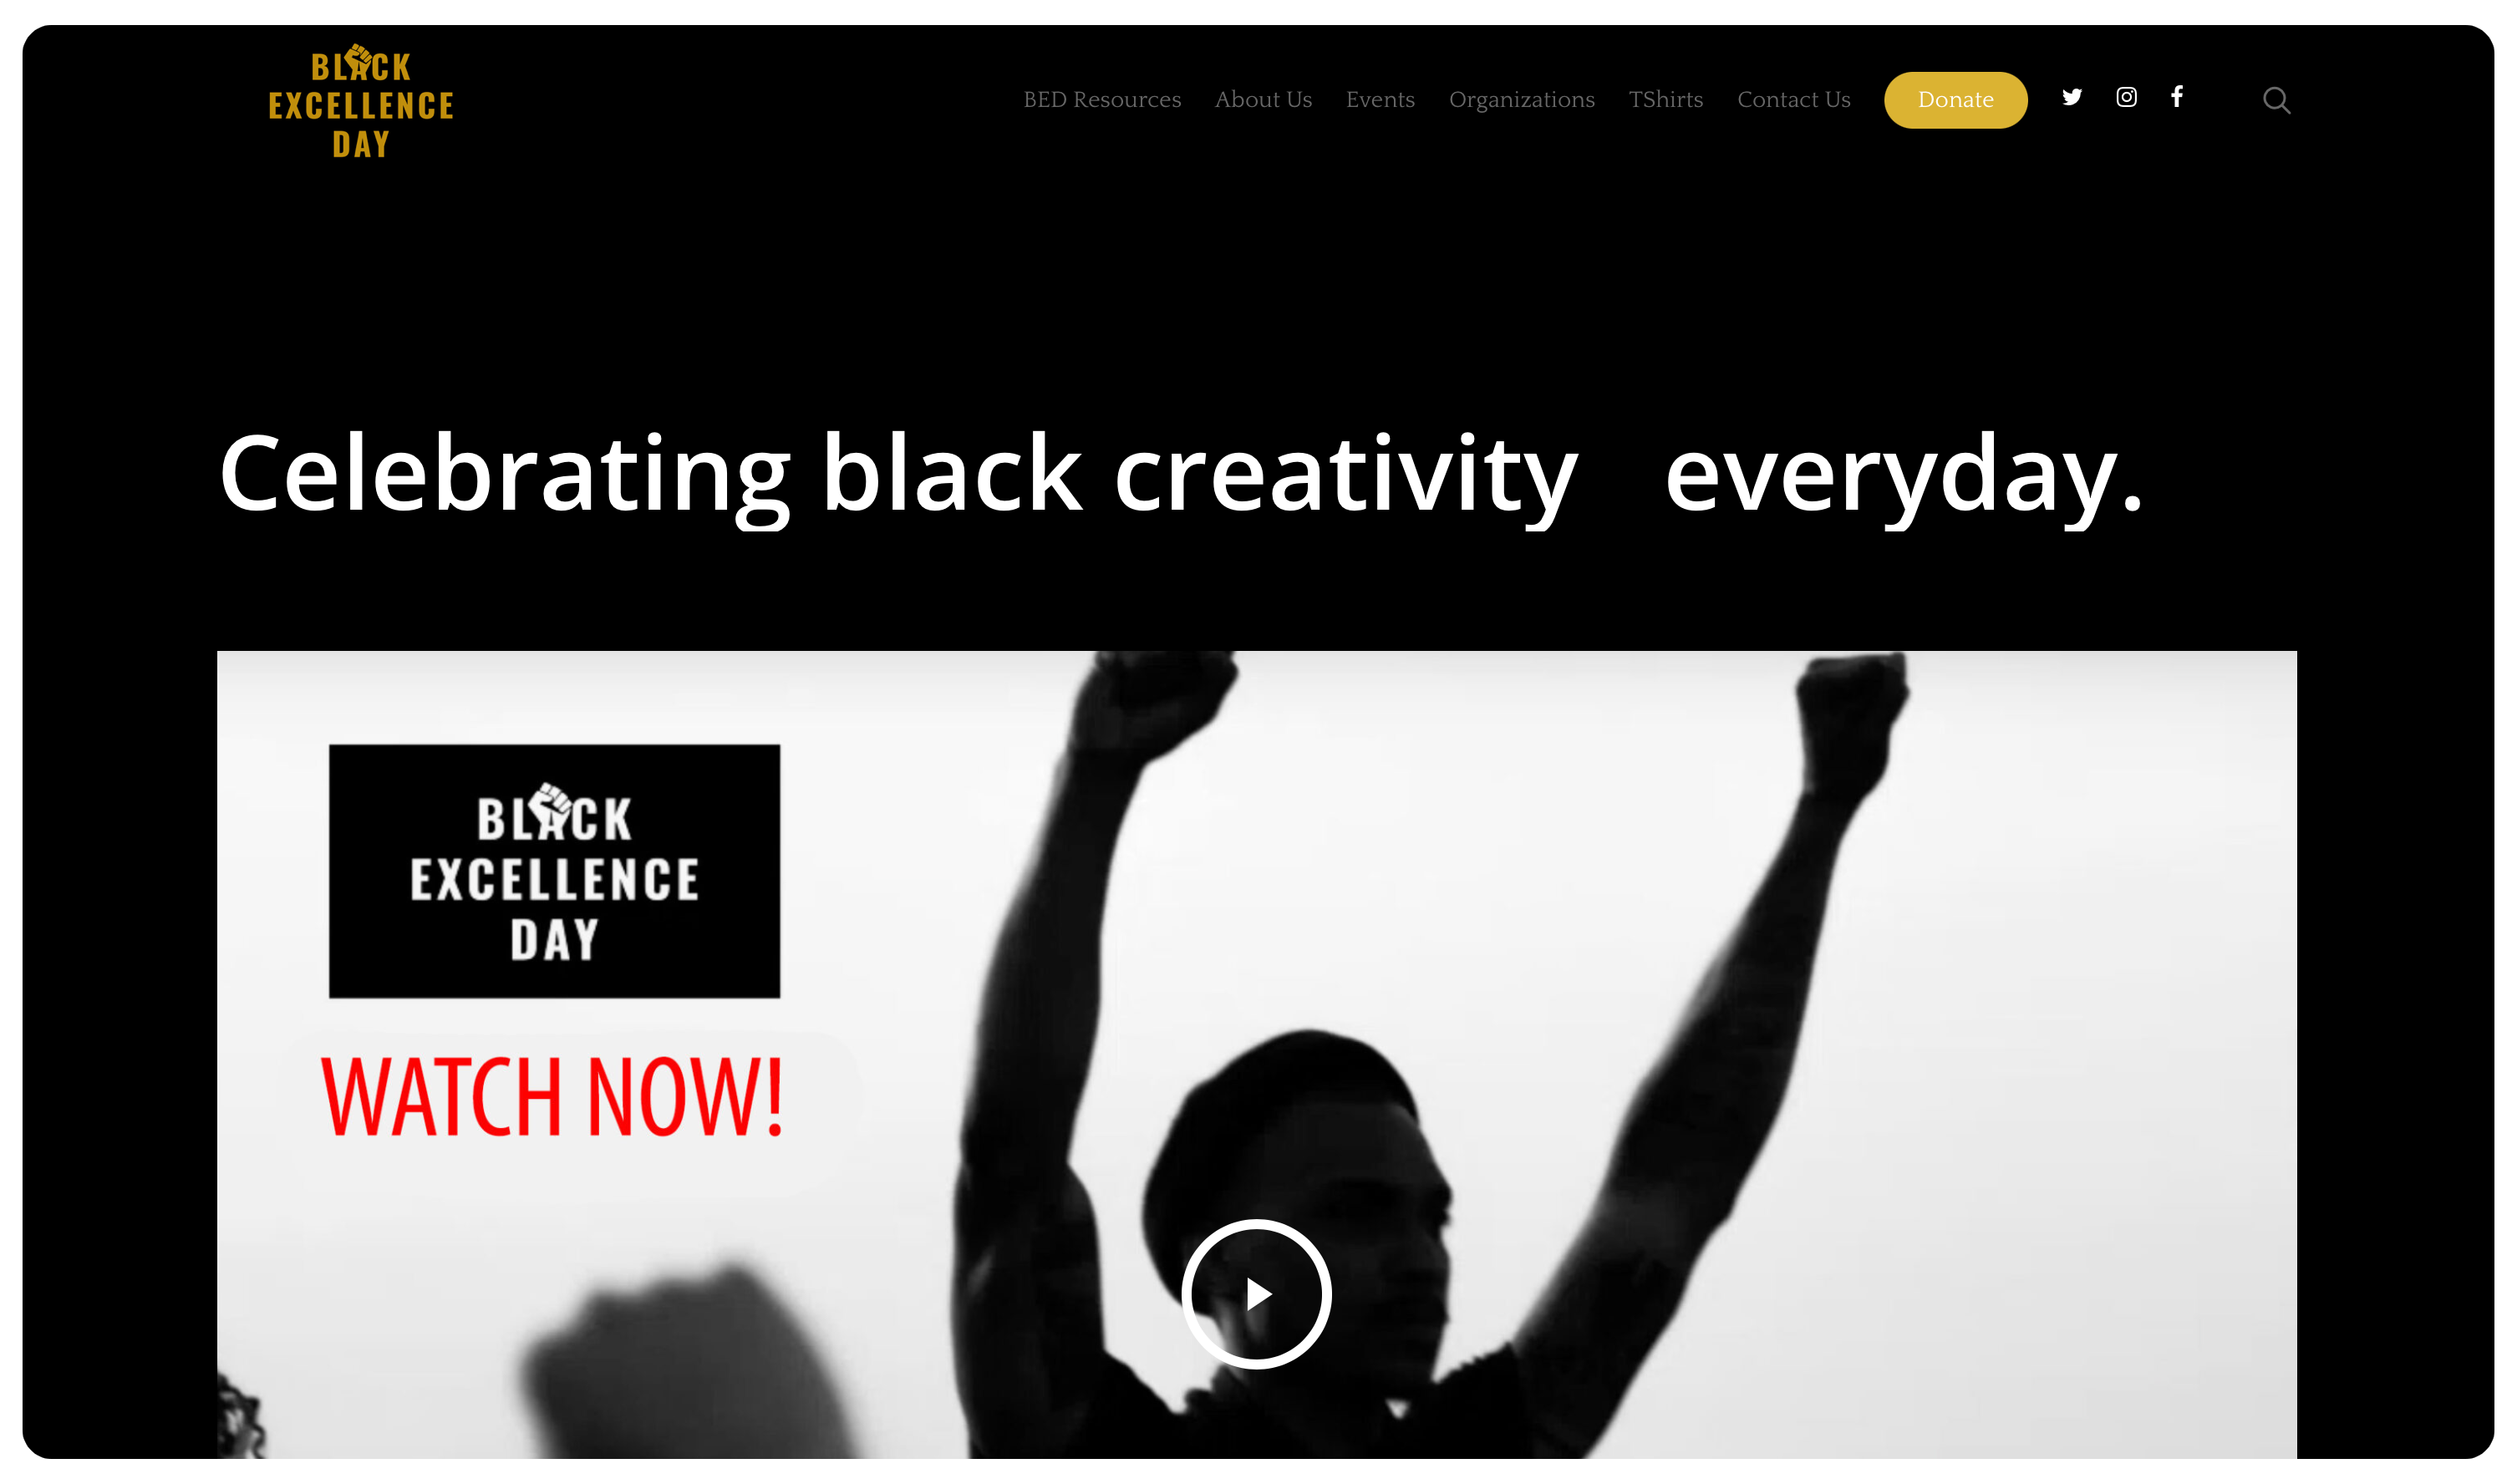 BLACK
EXCELLENCE
DAY
BED Resources About Us Events Organizations TShirts Contact Us Donate
Celebrating black creativity everyday.
BLACK
EXCELLENCE
DAY
WATCH NOW!